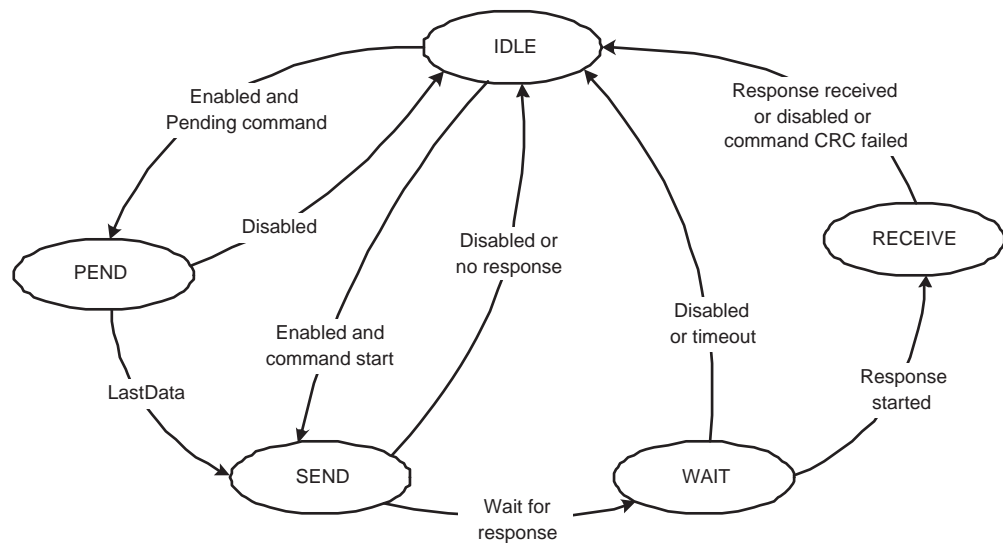 IDLE
Enabled and
Pending command
Response received
or disabled or
command CRC failed
Disabled
Disabled or
no response
RECEIVE
PEND
Enabled and
command start
Disabled
or timeout
LastData
Response
started
SEND
WAIT
Wait for
response